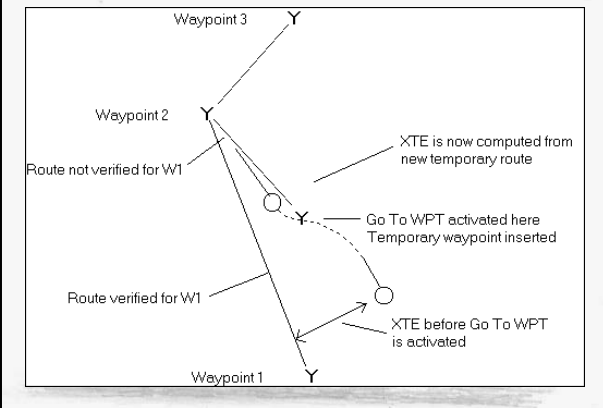 Waypoint 3
Waypoint 2
XTE is now computed from
new temporary route
Route not verified for W1
Go To WPT activated here
Temporary waypoint inserted
Route verified for W1
XTE before Go To WPT
is activated
Waypoint 1